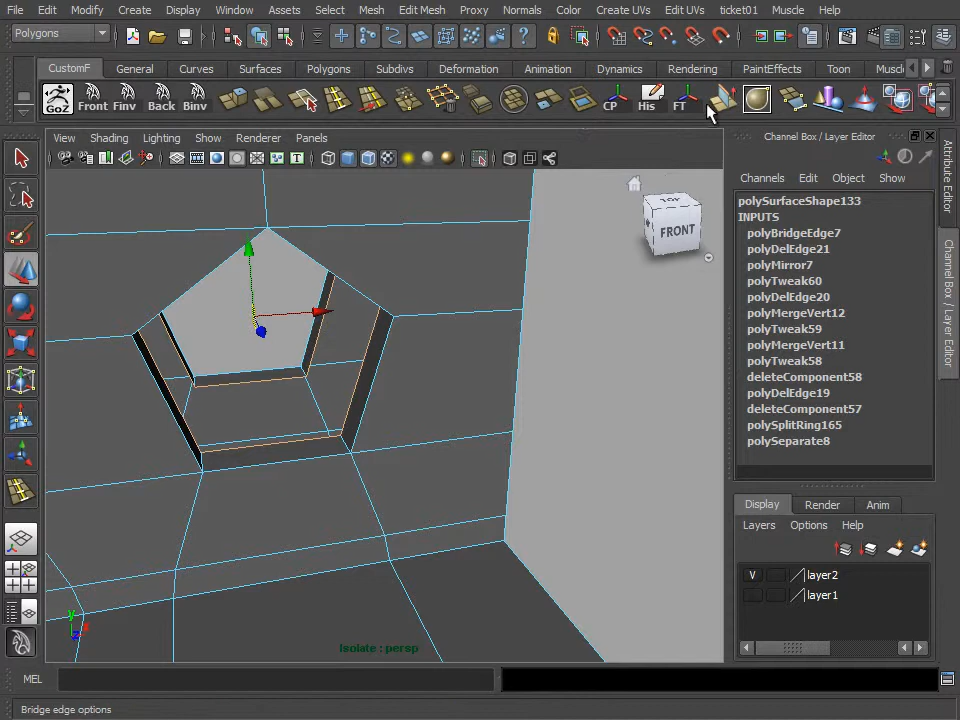 File Edit Modify Create Display Window Assets Select Mesh Edit Mesh Proxy Normals Color Create UVs Edit UVs ticket01 Muscle Help
Polygons
CustomF General Curves Surfaces Polygons Subdivs Deformation Animation Dynamics Rendering PaintEffects Toon Muscl
GoZ Front Finv Back Binv CP His FT
View Shading Lighting Show Renderer Panels
Channel Box / Layer Editor
Channels Edit Object Show
polySurfaceShape133
INPUTS
polyBridgeEdge7
polyDelEdge21
polyMirror7
polyTweak60
polyDelEdge20
polyMergeVert12
polyTweak59
polyMergeVert11
polyTweak58
deleteComponent58
polyDelEdge19
deleteComponent57
polySplitRing165
polySeparate8
Attribute Editor
Channel Box / Layer Editor
TOP
FRONT
Display Render Anim
Layers Options Help
V layer2
layer1
y
x
z
Isolate : persp
MEL
Bridge edge options